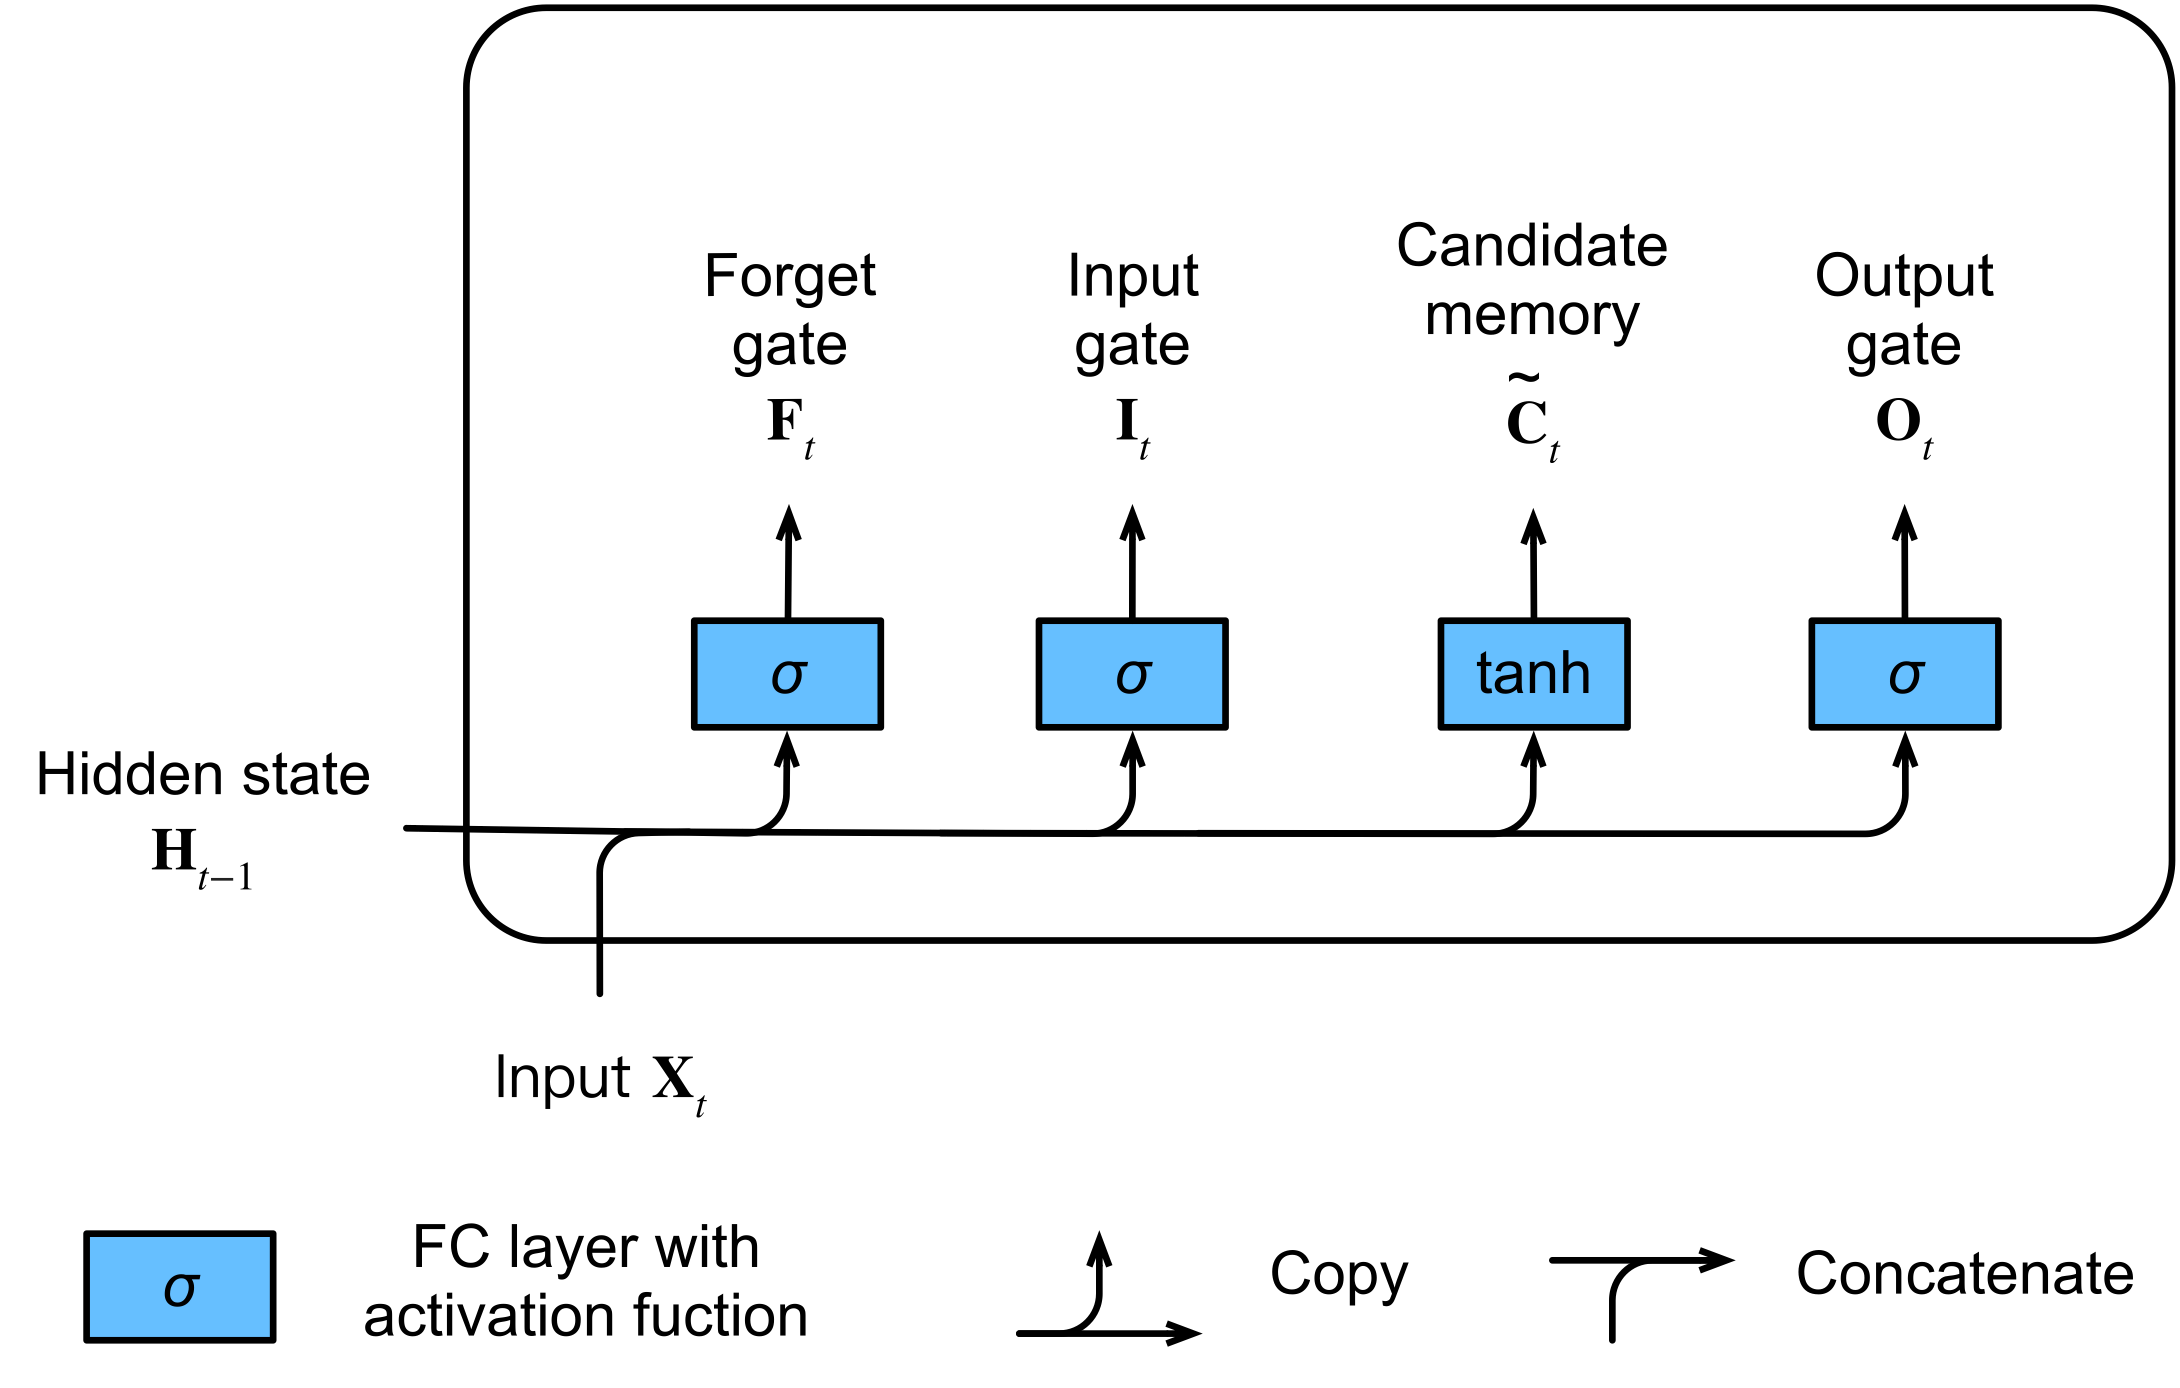 Forget
gate
F_t
Input
gate
I_t
Candidate
memory
C̃_t
Output
gate
O_t
σ
σ
tanh
σ
Hidden state
H_{t−1}
Input X_t
σ
FC layer with
activation fuction
Copy
Concatenate